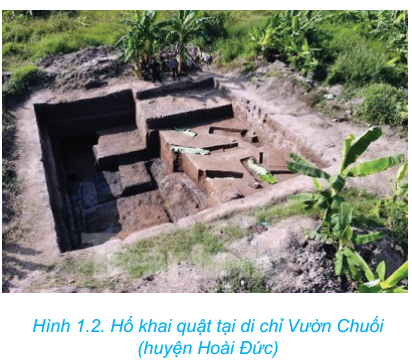 Hình 1.2. Hố khai quật tại di chỉ Vườn Chuối
(huyện Hoài Đức)